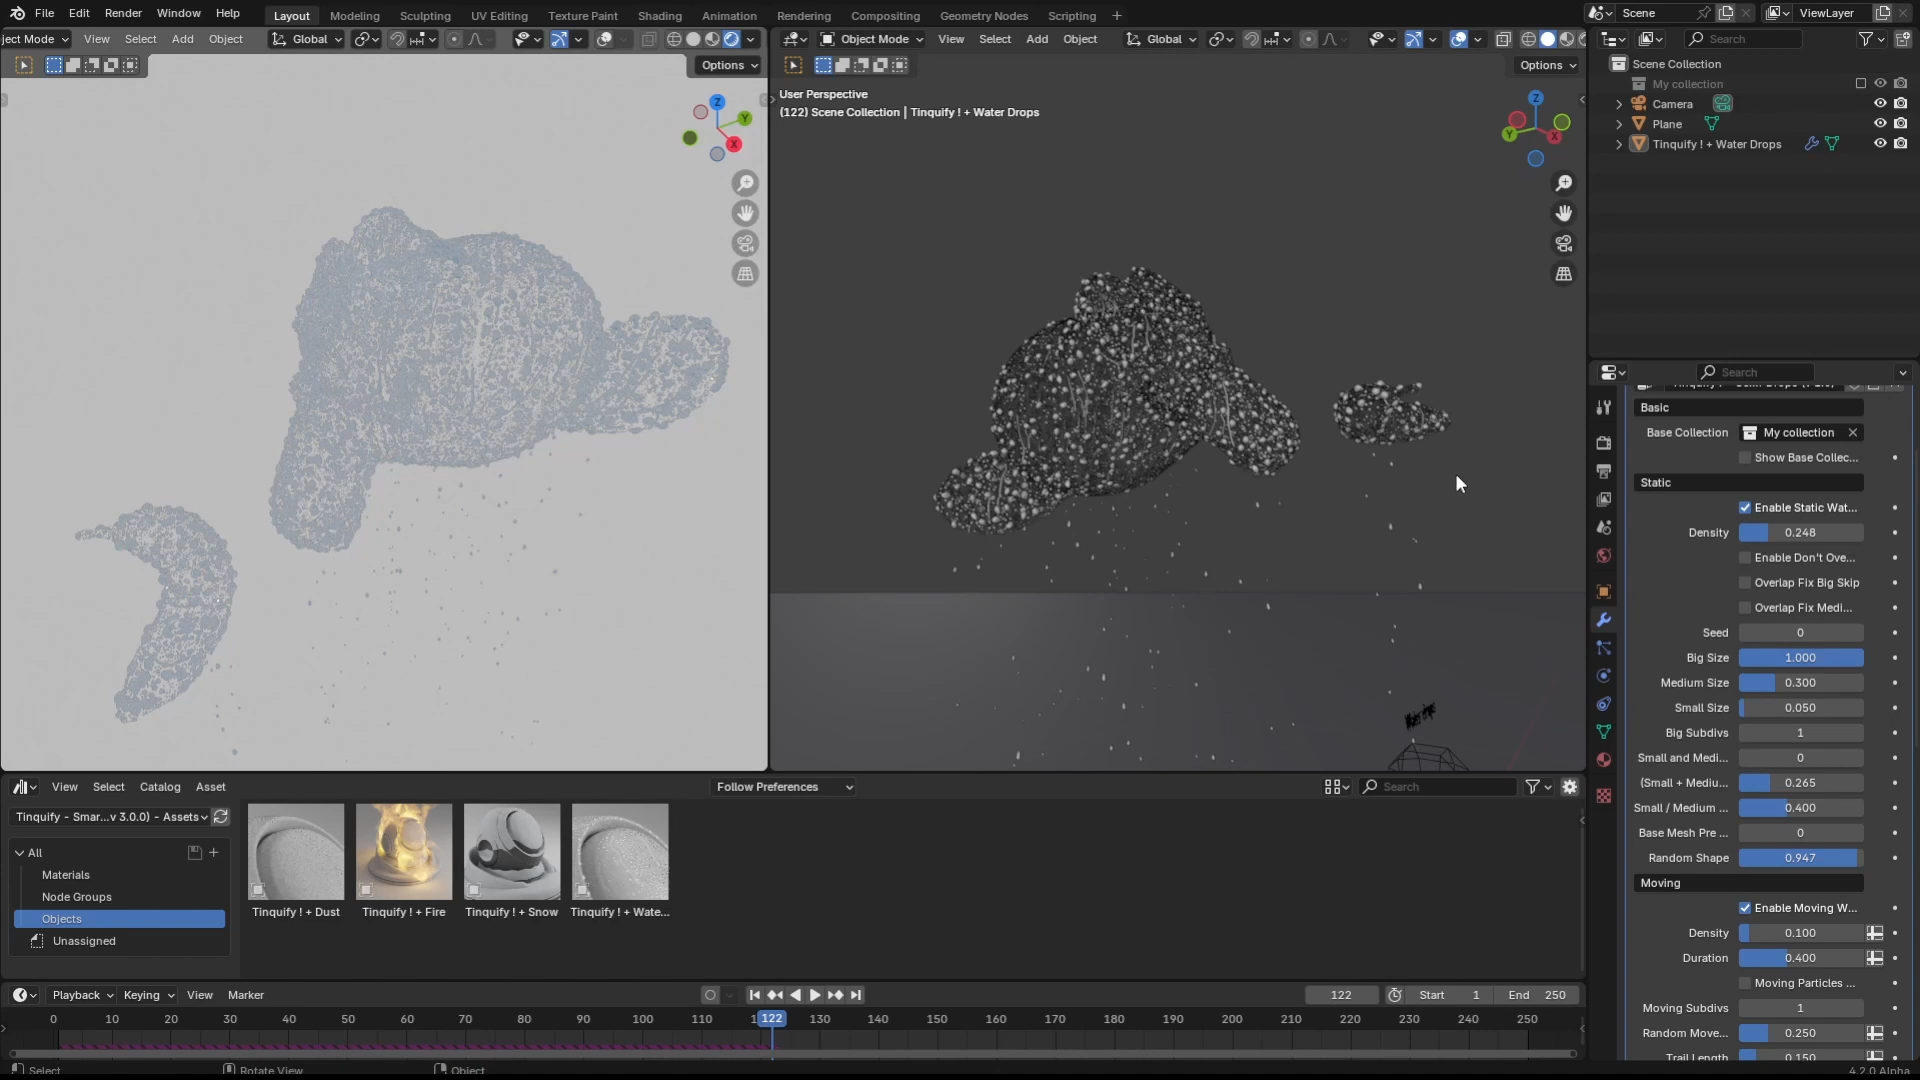 File Edit Render Window Help
Layout Modeling Sculpting UV Editing Texture Paint Shading Animation Rendering Compositing Geometry Nodes Scripting +
Scene
ViewLayer
ject Mode View Select Add Object Global
Object Mode View Select Add Object Global
Options
Options
Search
User Perspective
(122) Scene Collection | Tinquify ! + Water Drops
Z
Y
X
Z
Y
X
Scene Collection
My collection
Camera
Plane
Tinquify ! + Water Drops
Search
Basic
Base Collection My collection
Show Base Collec...
Static
Enable Static Wat...
Density 0.248
Enable Don't Ove...
Overlap Fix Big Skip
Overlap Fix Medi...
Seed 0
Big Size 1.000
Medium Size 0.300
Small Size 0.050
Big Subdivs 1
Small and Medi... 0
(Small + Mediu... 0.265
Small / Medium ... 0.400
Base Mesh Pre ... 0
Random Shape 0.947
Moving
Enable Moving W...
Density 0.100
Duration 0.400
Moving Particles ...
Moving Subdivs 1
Random Move... 0.250
Trail Length 0.150
View Select Catalog Asset Follow Preferences Search
Tinquify - Smar...v 3.0.0) - Assets
All
Materials
Node Groups
Objects
Unassigned
Tinquify ! + Dust Tinquify ! + Fire Tinquify ! + Snow Tinquify ! + Wate...
Playback Keying View Marker 122 Start 1 End 250
0 10 20 30 40 50 60 70 80 90 100 110 122 130 140 150 160 170 180 190 200 210 220 230 240 250
Select Rotate View Object 4.2.0 Alpha